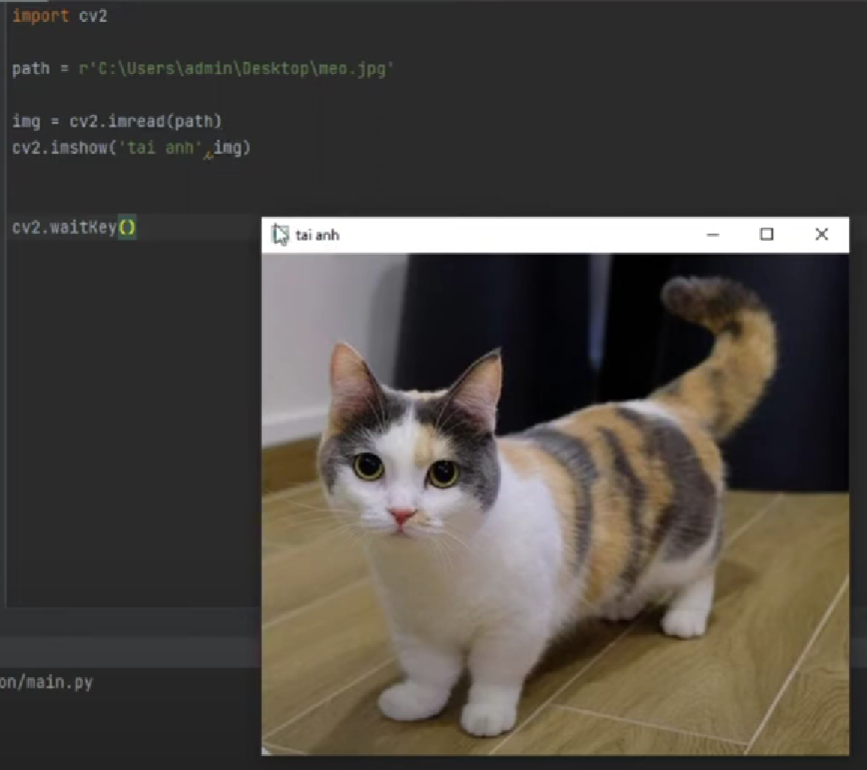 import cv2
path = r'C:\Users\admin\Desktop\meo.jpg'
img = cv2.imread(path)
cv2.imshow('tai anh',img)
cv2.waitKey()
tai anh
on/main.py